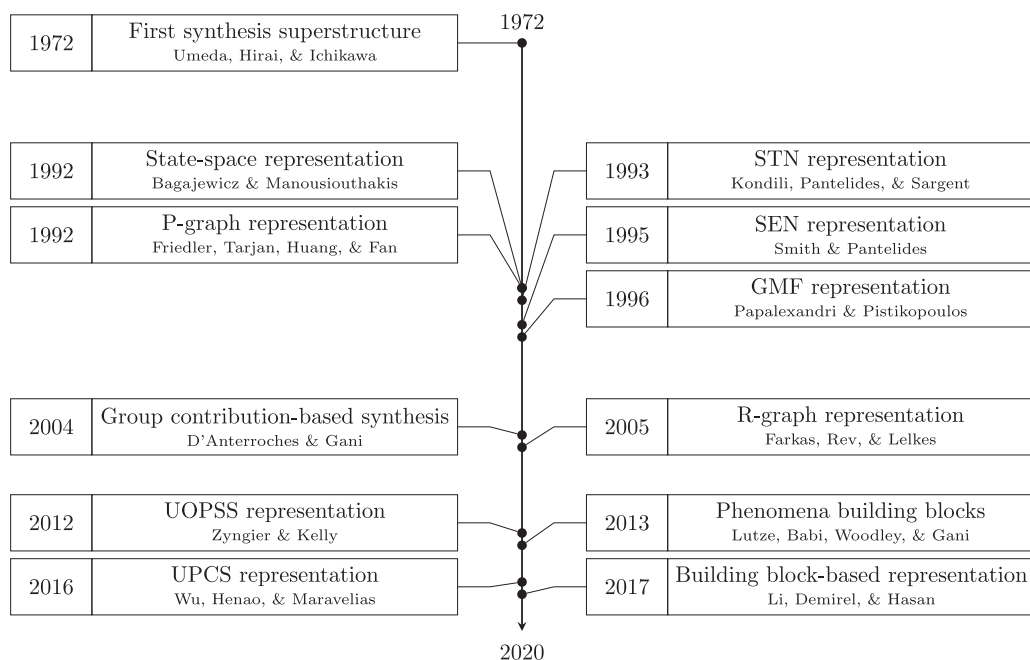 1972
1972
First synthesis superstructure
Umeda, Hirai, & Ichikawa
1992
State-space representation
Bagajewicz & Manousiouthakis
1993
STN representation
Kondili, Pantelides, & Sargent
1992
P-graph representation
Friedler, Tarjan, Huang, & Fan
1995
SEN representation
Smith & Pantelides
1996
GMF representation
Papalexandri & Pistikopoulos
2004
Group contribution-based synthesis
D'Anterroches & Gani
2005
R-graph representation
Farkas, Rev, & Lelkes
2012
UOPSS representation
Zyngier & Kelly
2013
Phenomena building blocks
Lutze, Babi, Woodley, & Gani
2016
UPCS representation
Wu, Henao, & Maravelias
2017
Building block-based representation
Li, Demirel, & Hasan
2020